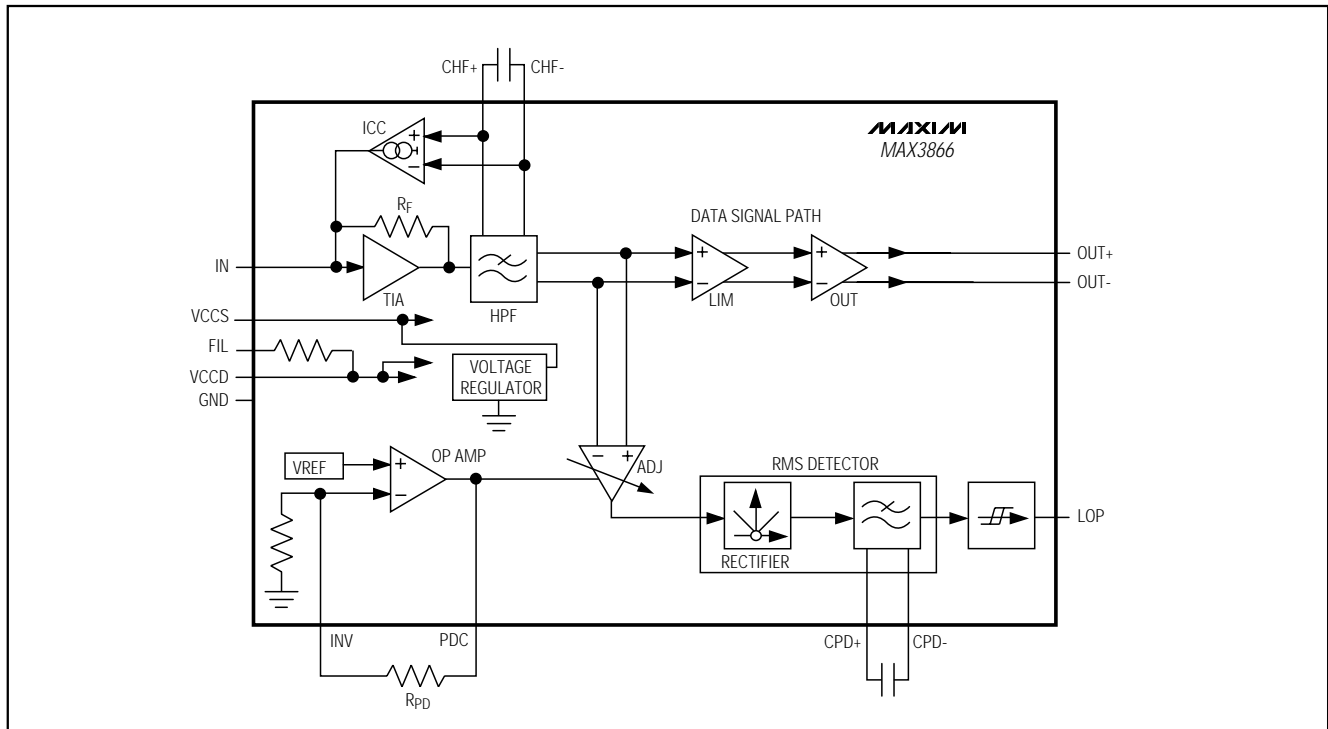 CHF+ CHF-
ICC
+
−
MAXIM
MAX3866
RF
DATA SIGNAL PATH
IN
TIA
HPF
+
−
LIM
+
−
OUT
OUT+
OUT-
VCCS
FIL
VCCD
GND
VOLTAGE
REGULATOR
OP AMP
VREF
+
−
− +
ADJ
RMS DETECTOR
RECTIFIER
LOP
INV PDC
CPD+ CPD-
RPD